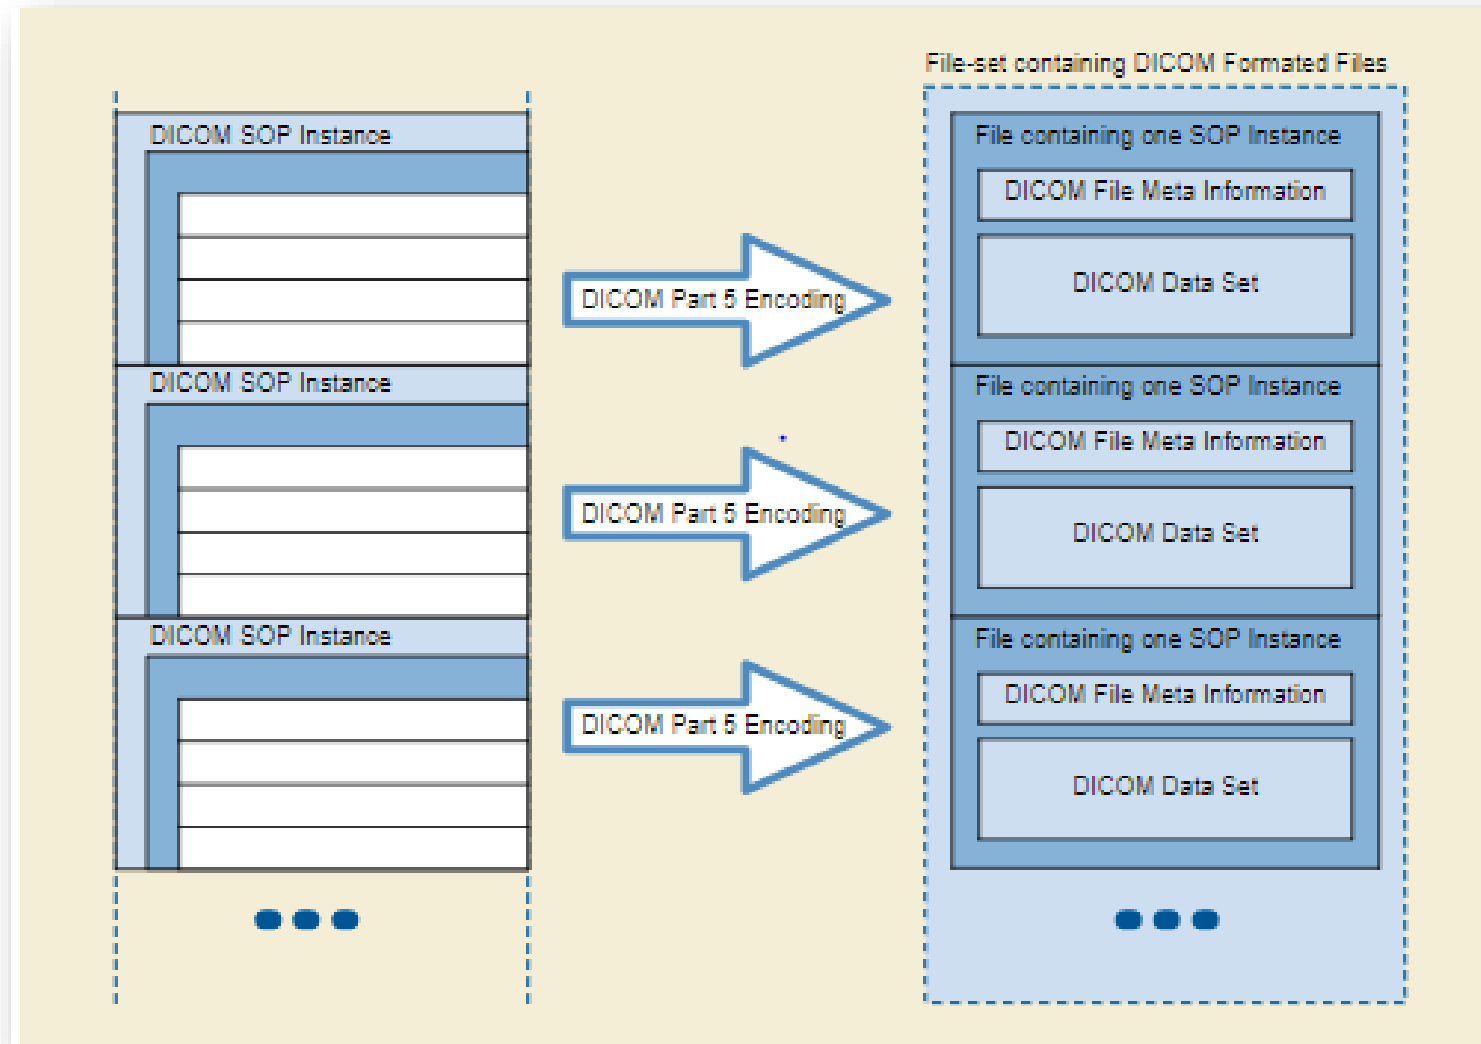 File-set containing DICOM Formated Files
DICOM SOP Instance
DICOM Part 5 Encoding
File containing one SOP Instance
DICOM File Meta Information
DICOM Data Set
DICOM SOP Instance
DICOM Part 5 Encoding
File containing one SOP Instance
DICOM File Meta Information
DICOM Data Set
DICOM SOP Instance
DICOM Part 5 Encoding
File containing one SOP Instance
DICOM File Meta Information
DICOM Data Set